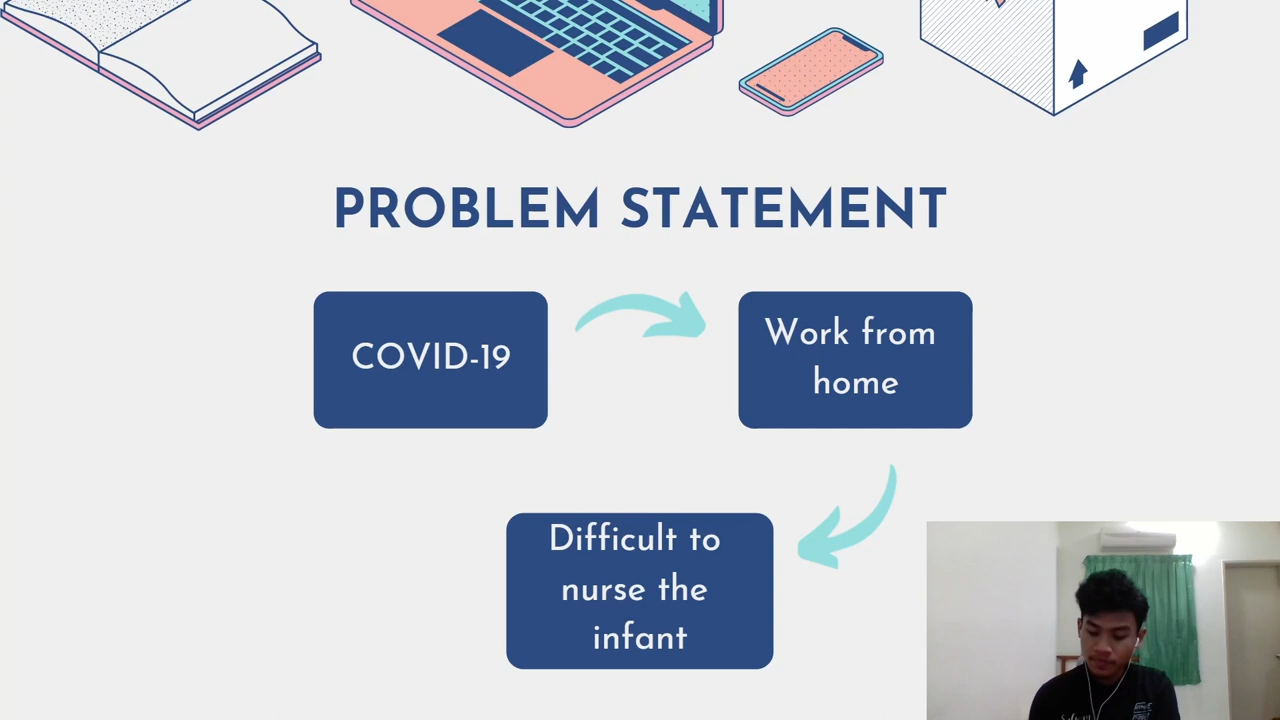 PROBLEM STATEMENT
COVID-19
Work from
home
Difficult to
nurse the
infant